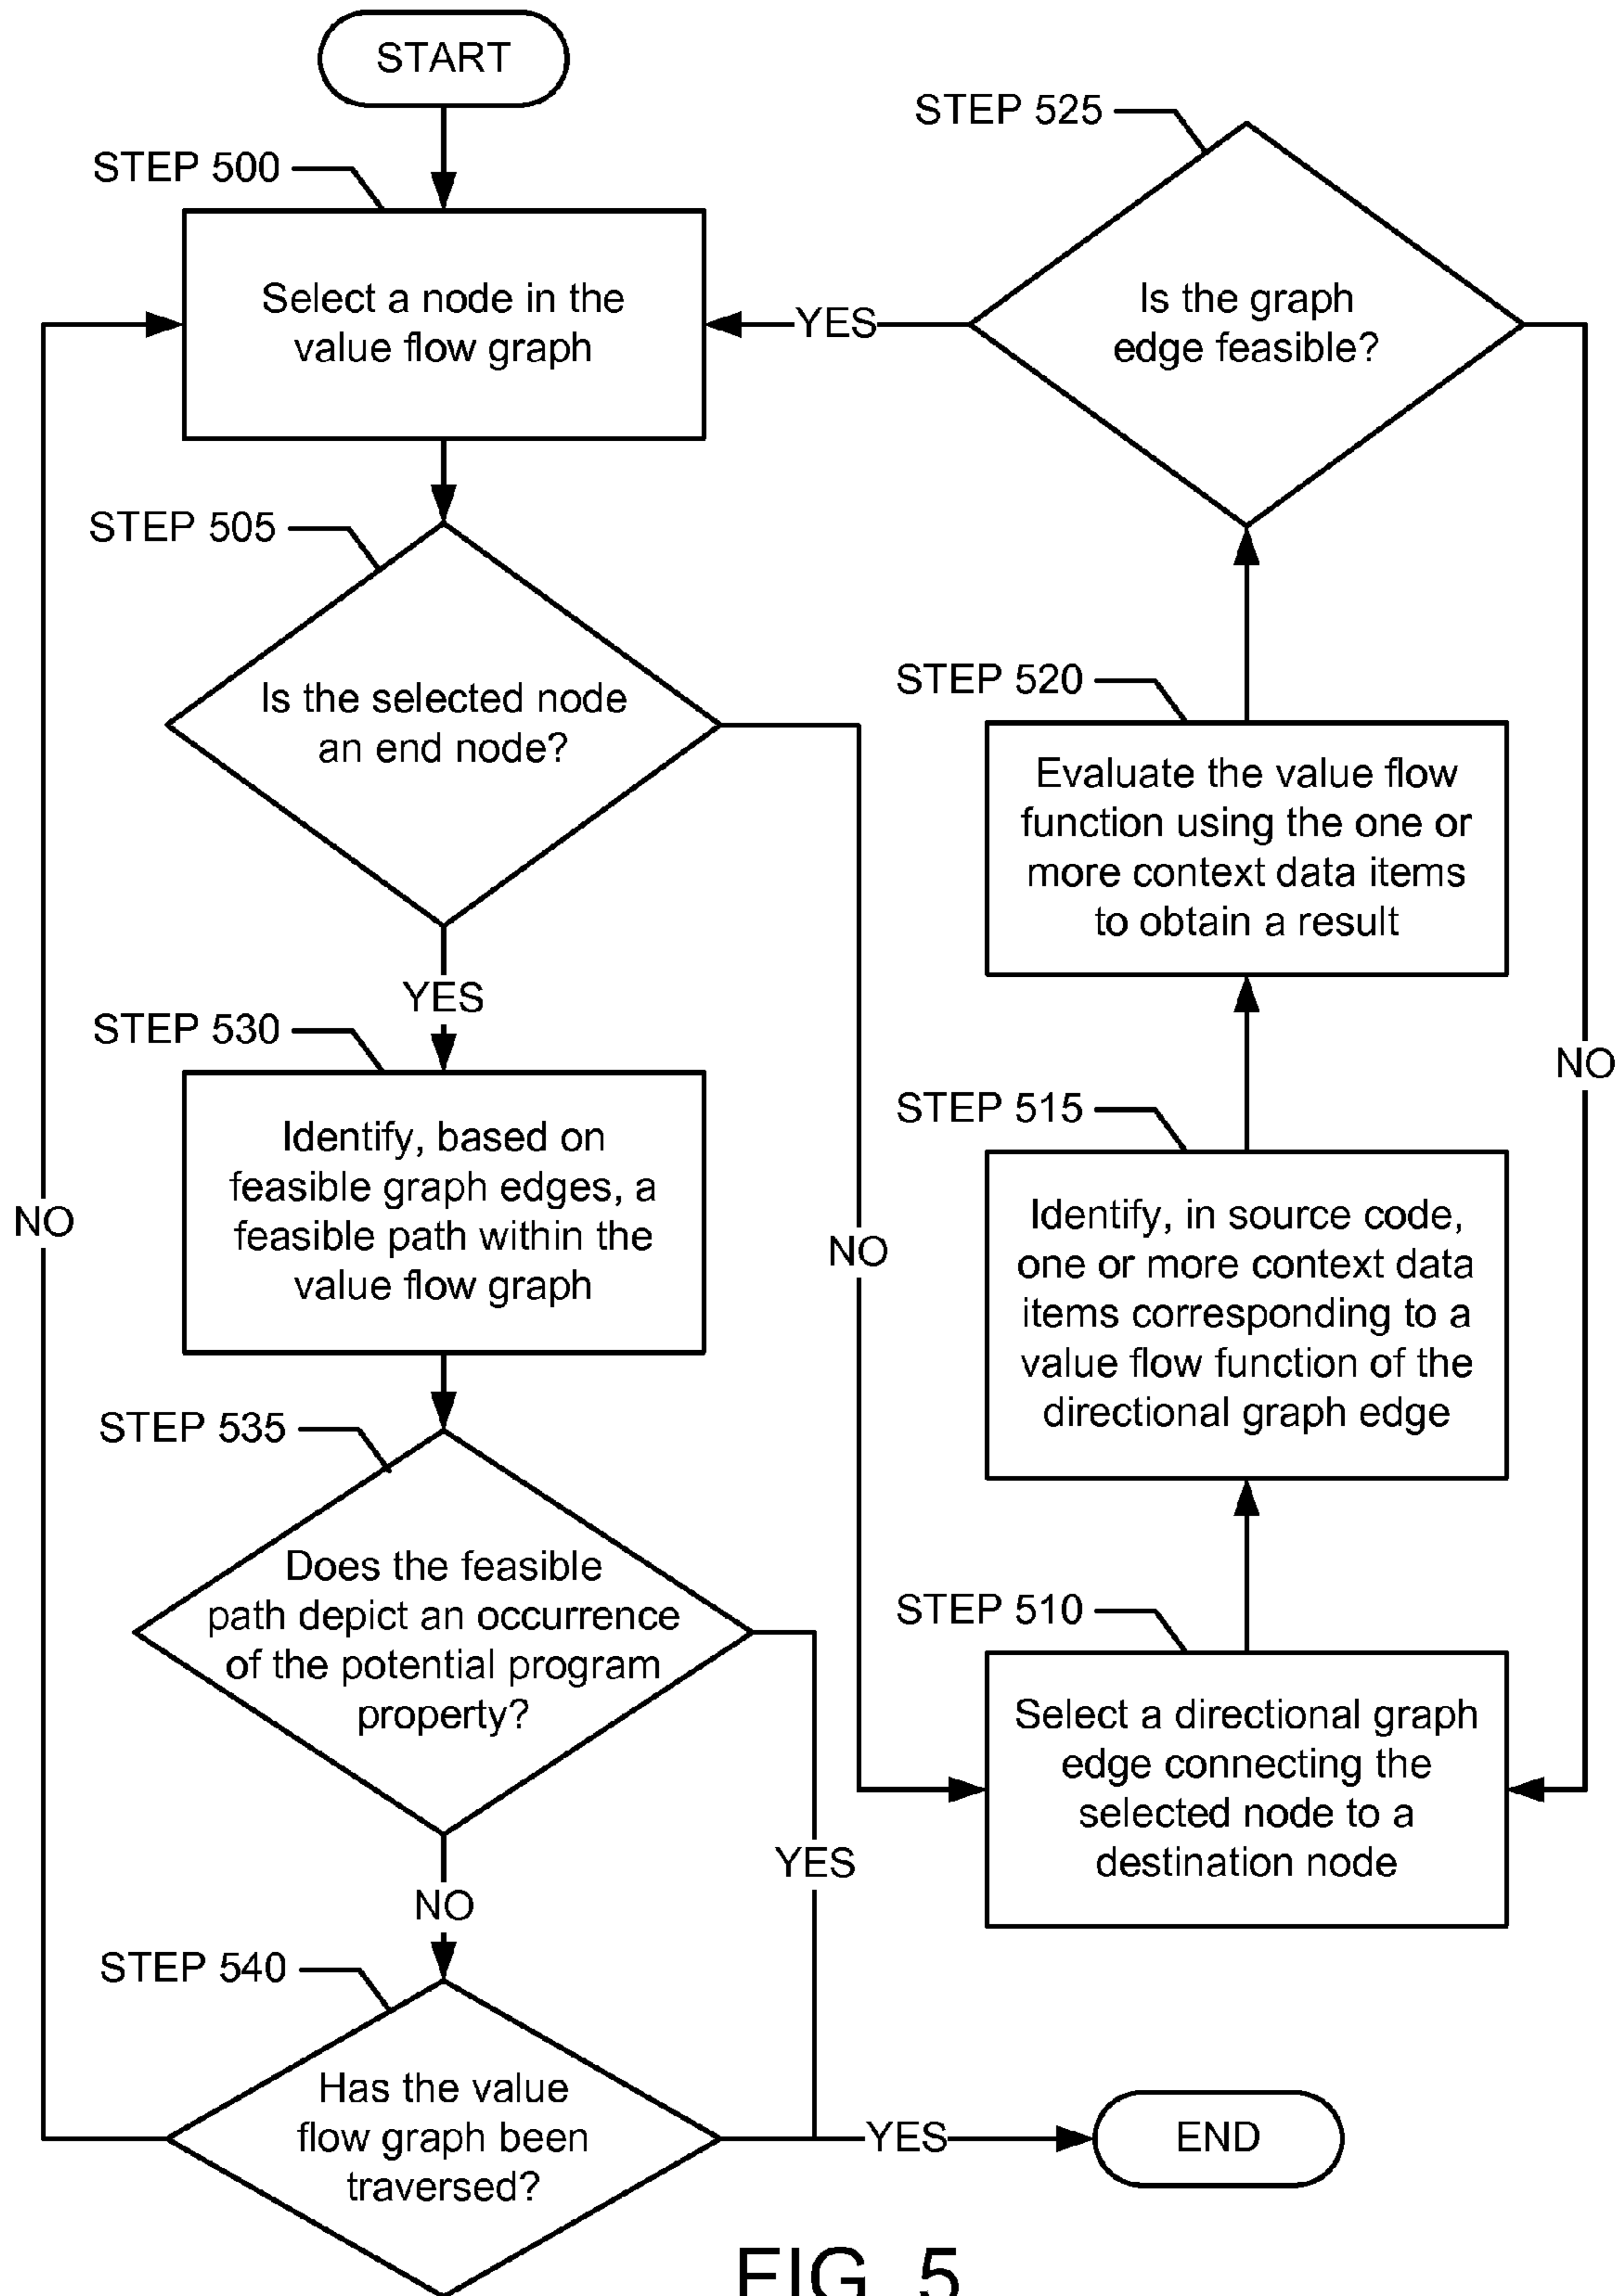 START
STEP 500
Select a node in the
value flow graph
STEP 505
Is the selected node
an end node?
YES
NO
STEP 530
Identify, based on
feasible graph edges, a
feasible path within the
value flow graph
STEP 535
Does the feasible
path depict an occurrence
of the potential program
property?
YES
NO
STEP 540
Has the value
flow graph been
traversed?
NO
YES
END
STEP 510
Select a directional graph
edge connecting the
selected node to a
destination node
STEP 515
Identify, in source code,
one or more context data
items corresponding to a
value flow function of the
directional graph edge
STEP 520
Evaluate the value flow
function using the one or
more context data items
to obtain a result
STEP 525
Is the graph
edge feasible?
YES
NO
FIG. 5